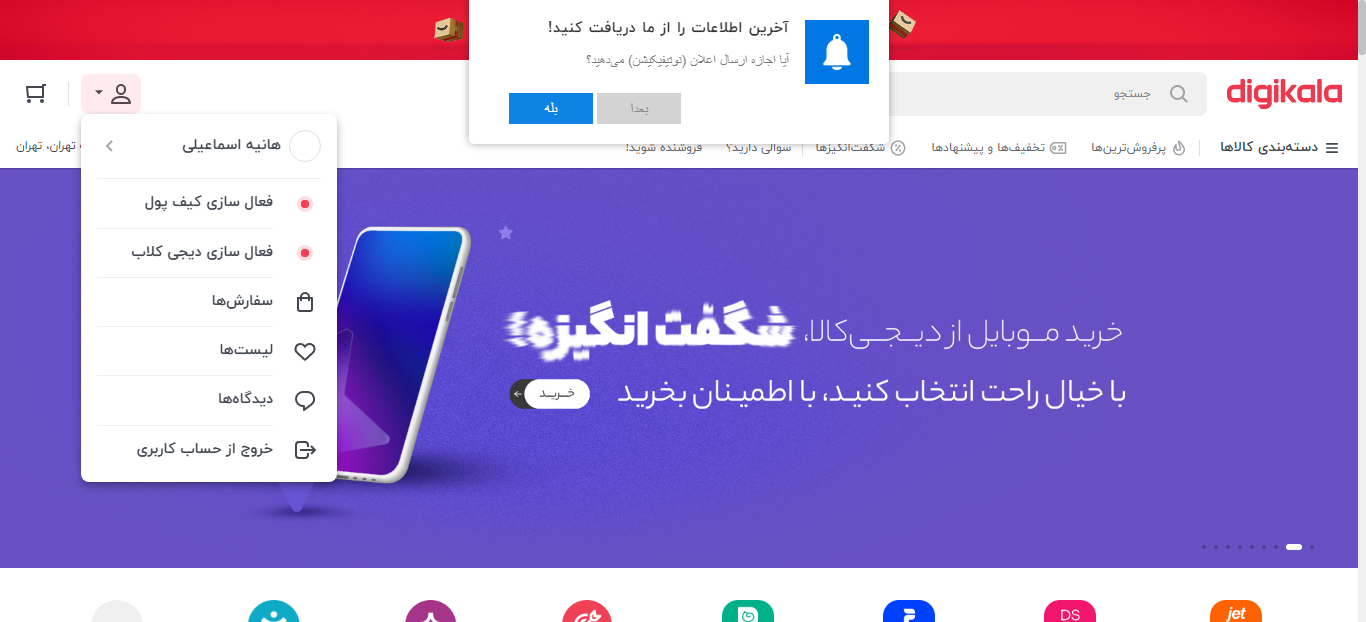 آخرین اطلاعات را از ما دریافت کنید!
آیا اجازه ارسال اعلان (نوتیفیکیشن) می‌دهید؟
بعدا
بله
digikala
جستجو
دسته‌بندی کالاها
پرفروش‌ترین‌ها
تخفیف‌ها و پیشنهادها
شگفت‌انگیزها
سوالی دارید؟
فروشنده شوید!
تهران، تهران
هانیه اسماعیلی
فعال سازی کیف پول
فعال سازی دیجی کلاب
سفارش‌ها
لیست‌ها
دیدگاه‌ها
خروج از حساب کاربری
خرید موبایل از دیجی‌کالا، شگفت‌انگیزه!
با خیال راحت انتخاب کنید، با اطمینان بخرید
خرید
jet
DS